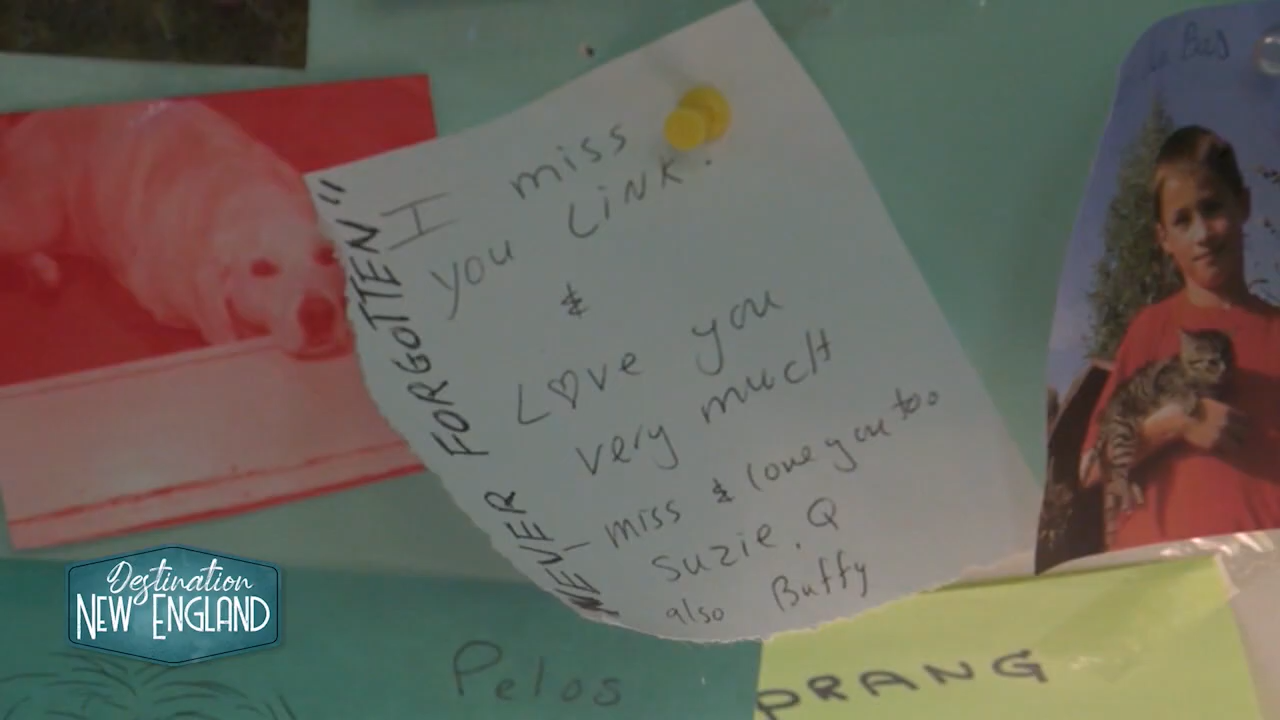 I miss
you LiNK.
&
Love you
very much
miss & love you too
Suzie. Q
also Buffy
NEVER FORGOTTEN"
Pelos
PRANG
Destination
NEW ENGLAND